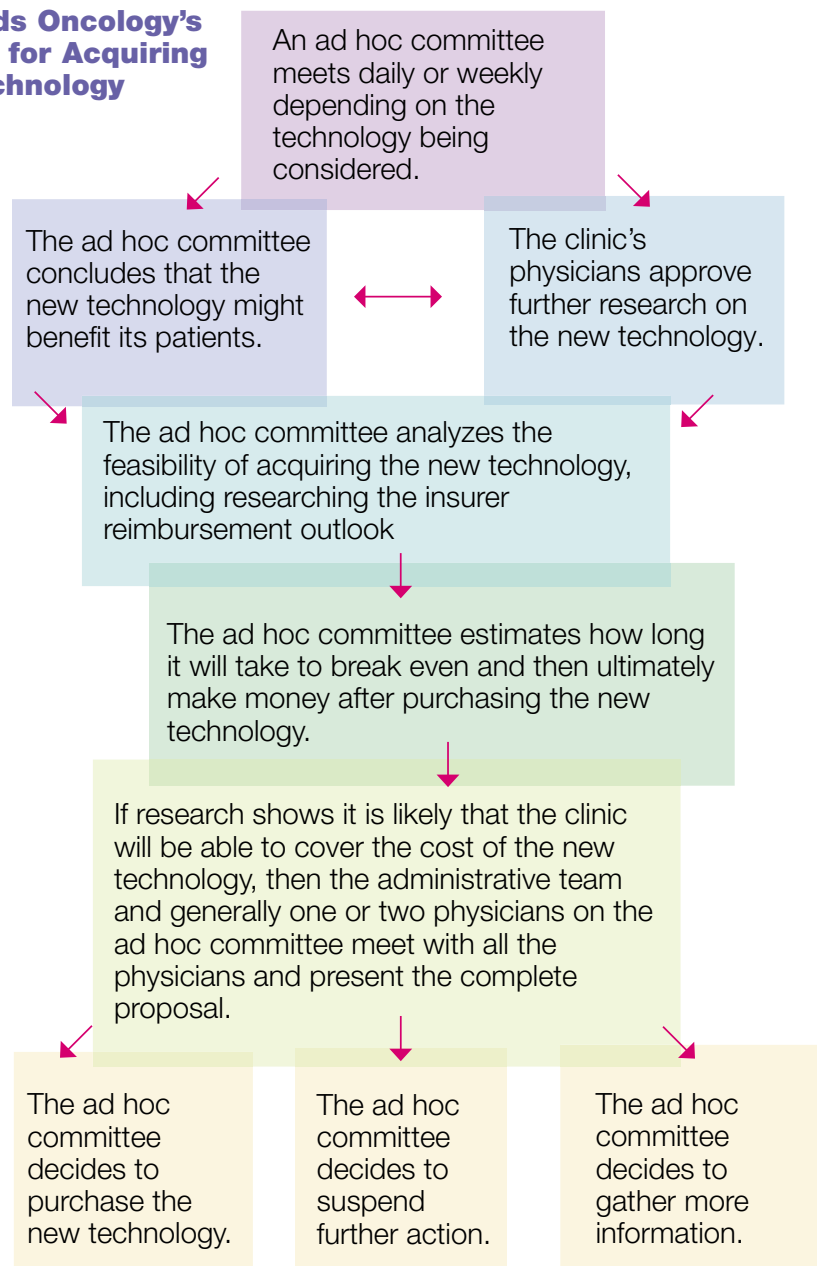 ds Oncology's
for Acquiring
chnology
An ad hoc committee
meets daily or weekly
depending on the
technology being
considered.
The ad hoc committee
concludes that the
new technology might
benefit its patients.
The clinic's
physicians approve
further research on
the new technology.
The ad hoc committee analyzes the
feasibility of acquiring the new technology,
including researching the insurer
reimbursement outlook
The ad hoc committee estimates how long
it will take to break even and then ultimately
make money after purchasing the new
technology.
If research shows it is likely that the clinic
will be able to cover the cost of the new
technology, then the administrative team
and generally one or two physicians on the
ad hoc committee meet with all the
physicians and present the complete
proposal.
The ad hoc
committee
decides to
purchase the
new technology.
The ad hoc
committee
decides to
suspend
further action.
The ad hoc
committee
decides to
gather more
information.